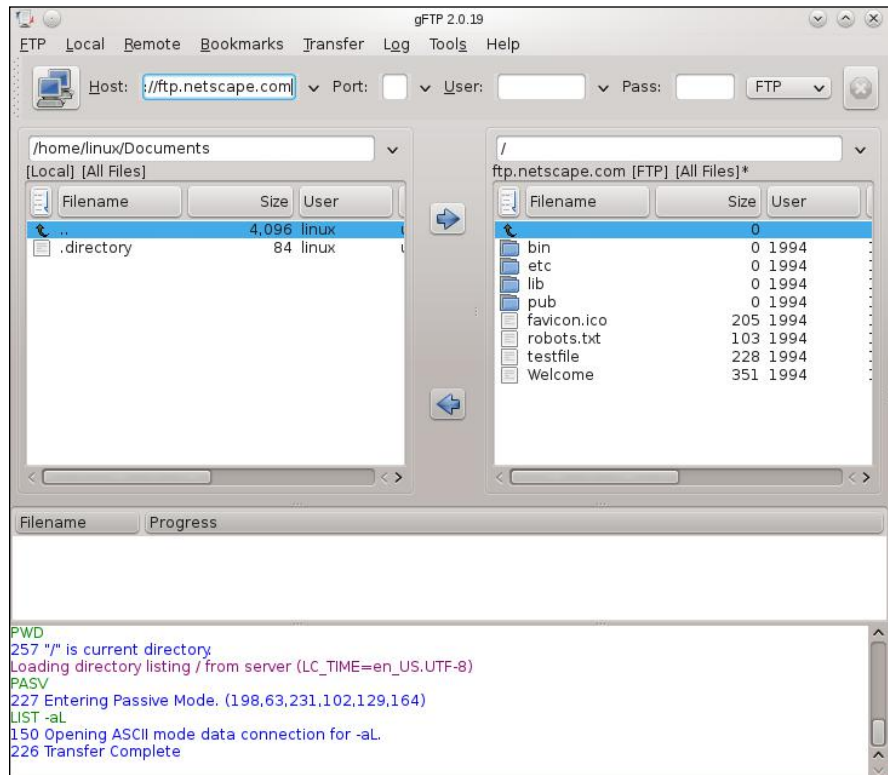 gFTP 2.0.19
FTP Local Remote Bookmarks Transfer Log Tools Help
Host: ://ftp.netscape.com Port: User: Pass: FTP
/home/linux/Documents
[Local] [All Files]
Filename Size User
.. 4,096 linux
.directory 84 linux
/
ftp.netscape.com [FTP] [All Files]*
Filename Size User
0
bin 0 1994
etc 0 1994
lib 0 1994
pub 0 1994
favicon.ico 205 1994
robots.txt 103 1994
testfile 228 1994
Welcome 351 1994
Filename Progress
PWD
257 "/" is current directory.
Loading directory listing / from server (LC_TIME=en_US.UTF-8)
PASV
227 Entering Passive Mode. (198,63,231,102,129,164)
LIST -aL
150 Opening ASCII mode data connection for -aL.
226 Transfer Complete